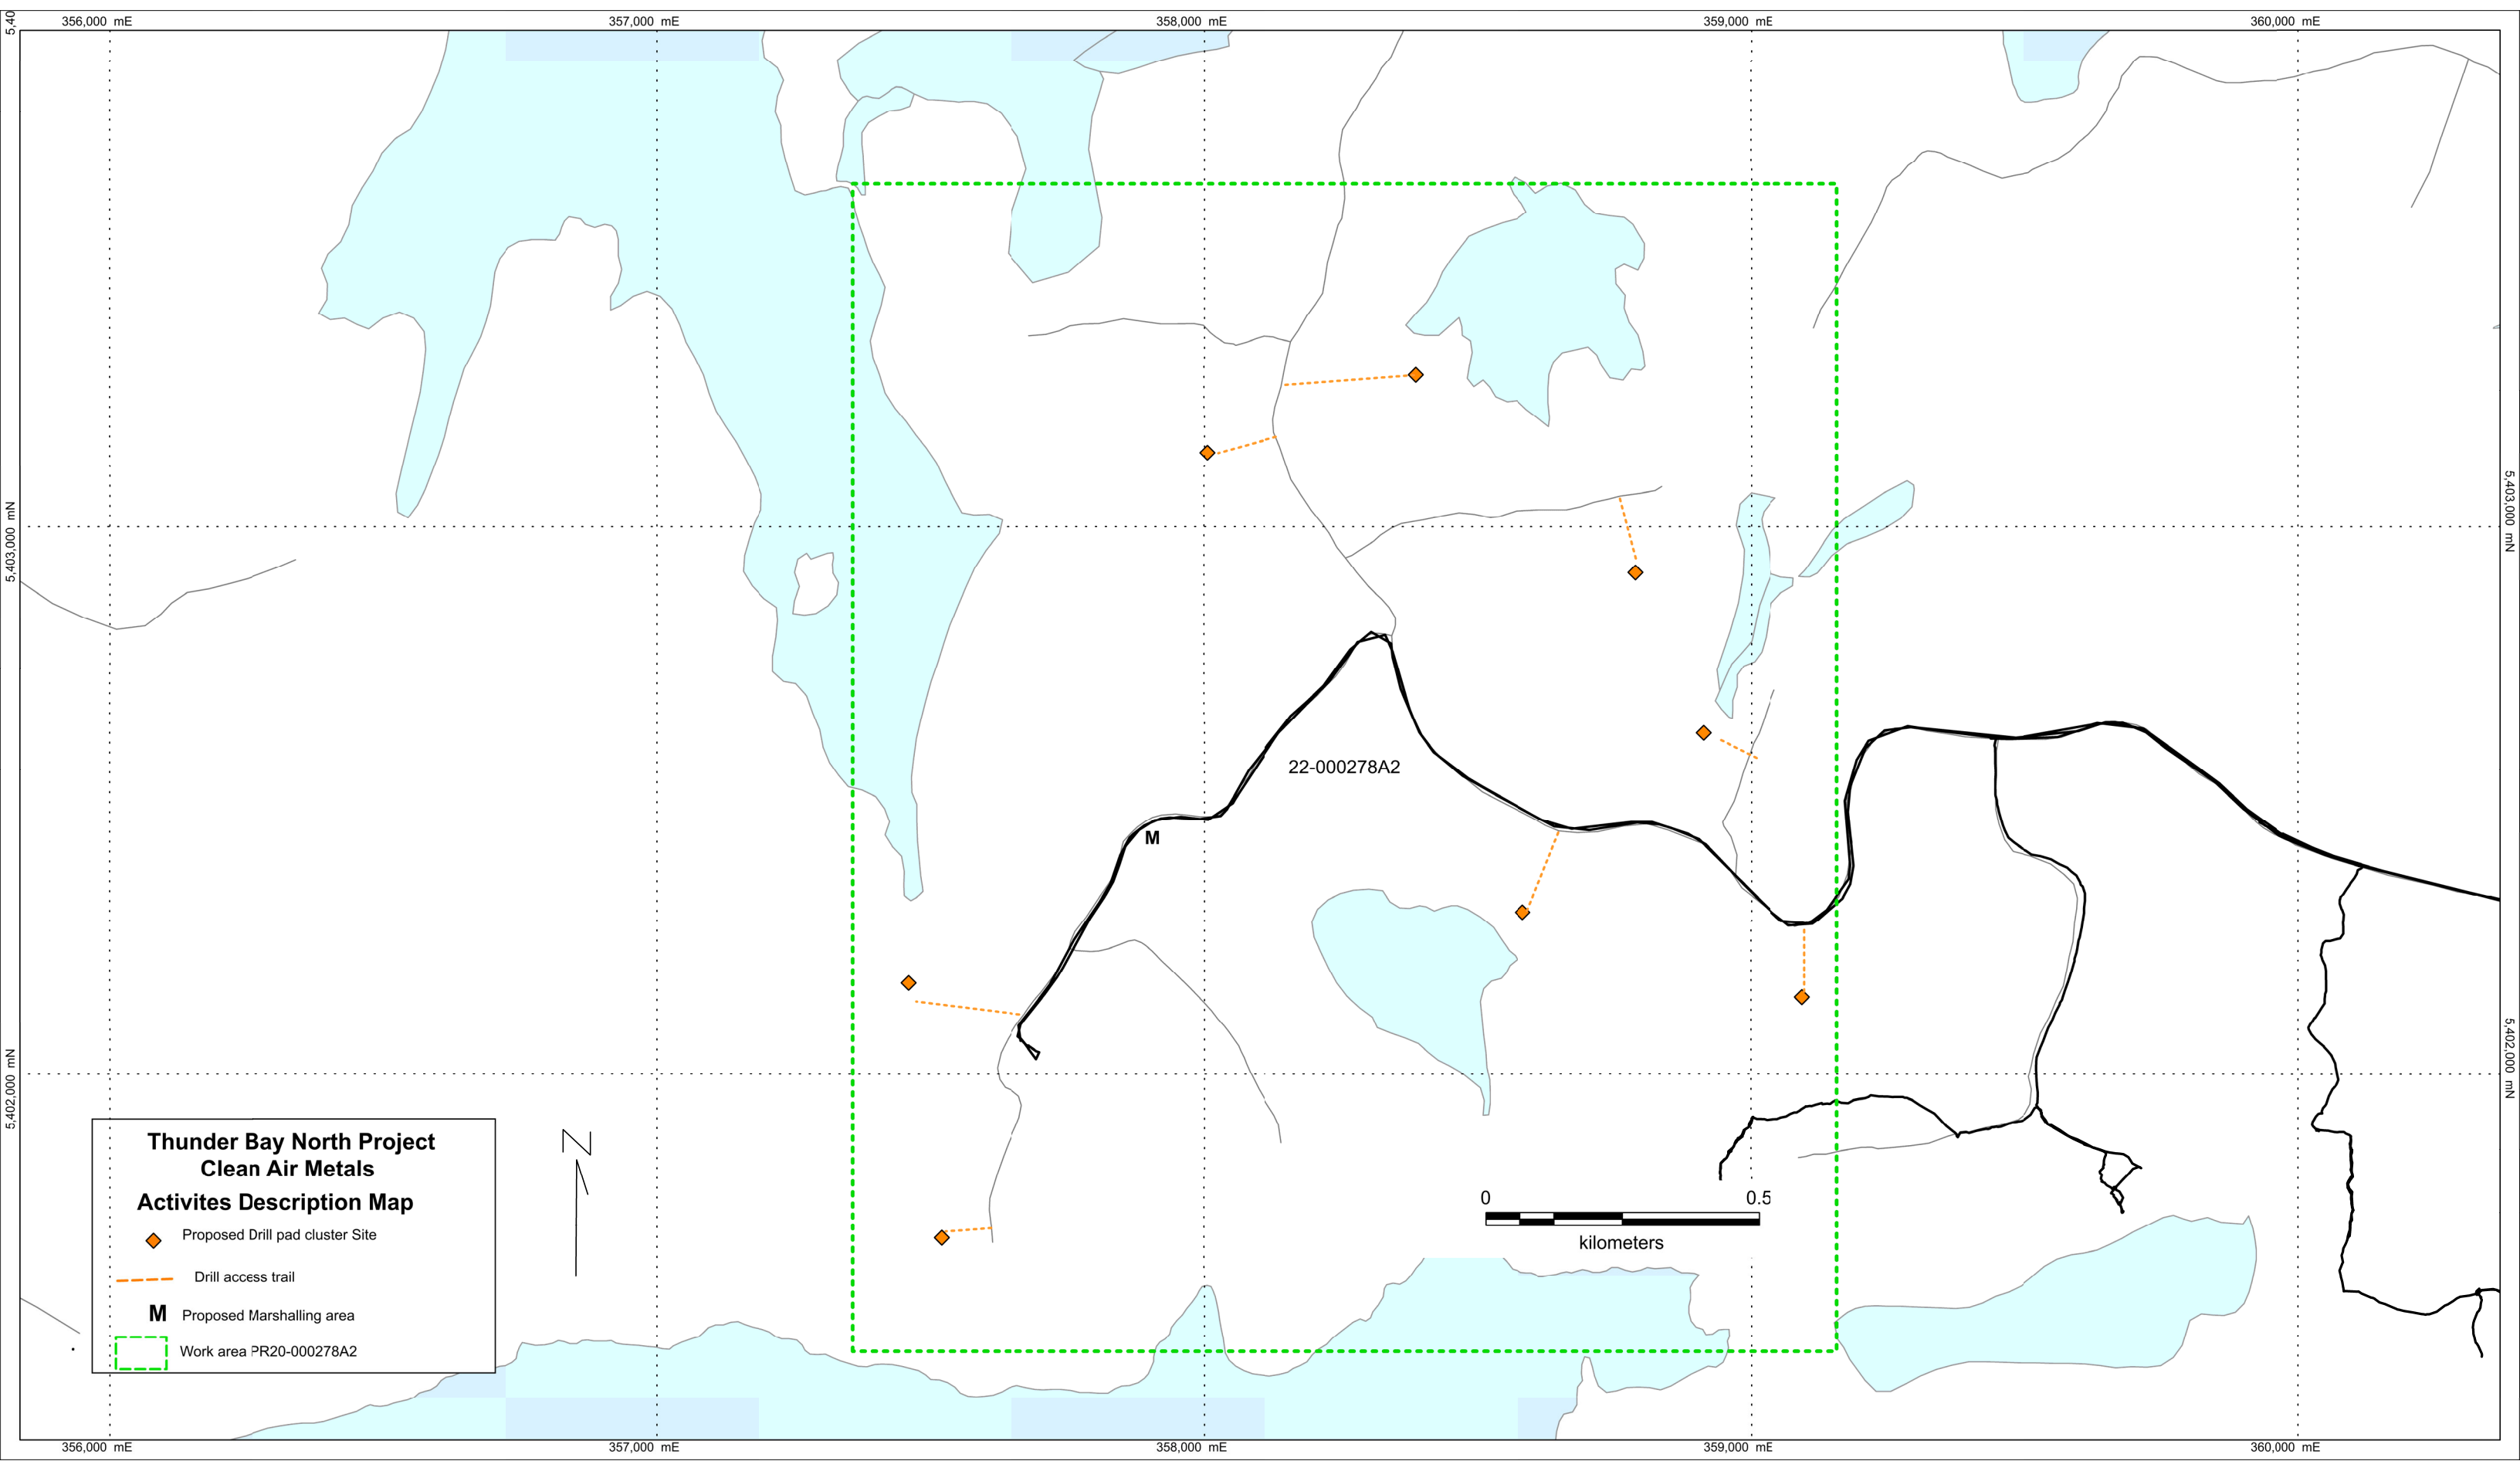 356,000 mE 357,000 mE 358,000 mE 359,000 mE 360,000 mE
5,40
5,403,000 mN
5,403,000 mN
22-000278A2
M
5,402,000 mN
5,402,000 mN
Thunder Bay North Project
Clean Air Metals
Activites Description Map
Proposed Drill pad cluster Site
Drill access trail
M Proposed Marshalling area
Work area PR20-000278A2
N
0 0.5
kilometers
356,000 mE 357,000 mE 358,000 mE 359,000 mE 360,000 mE